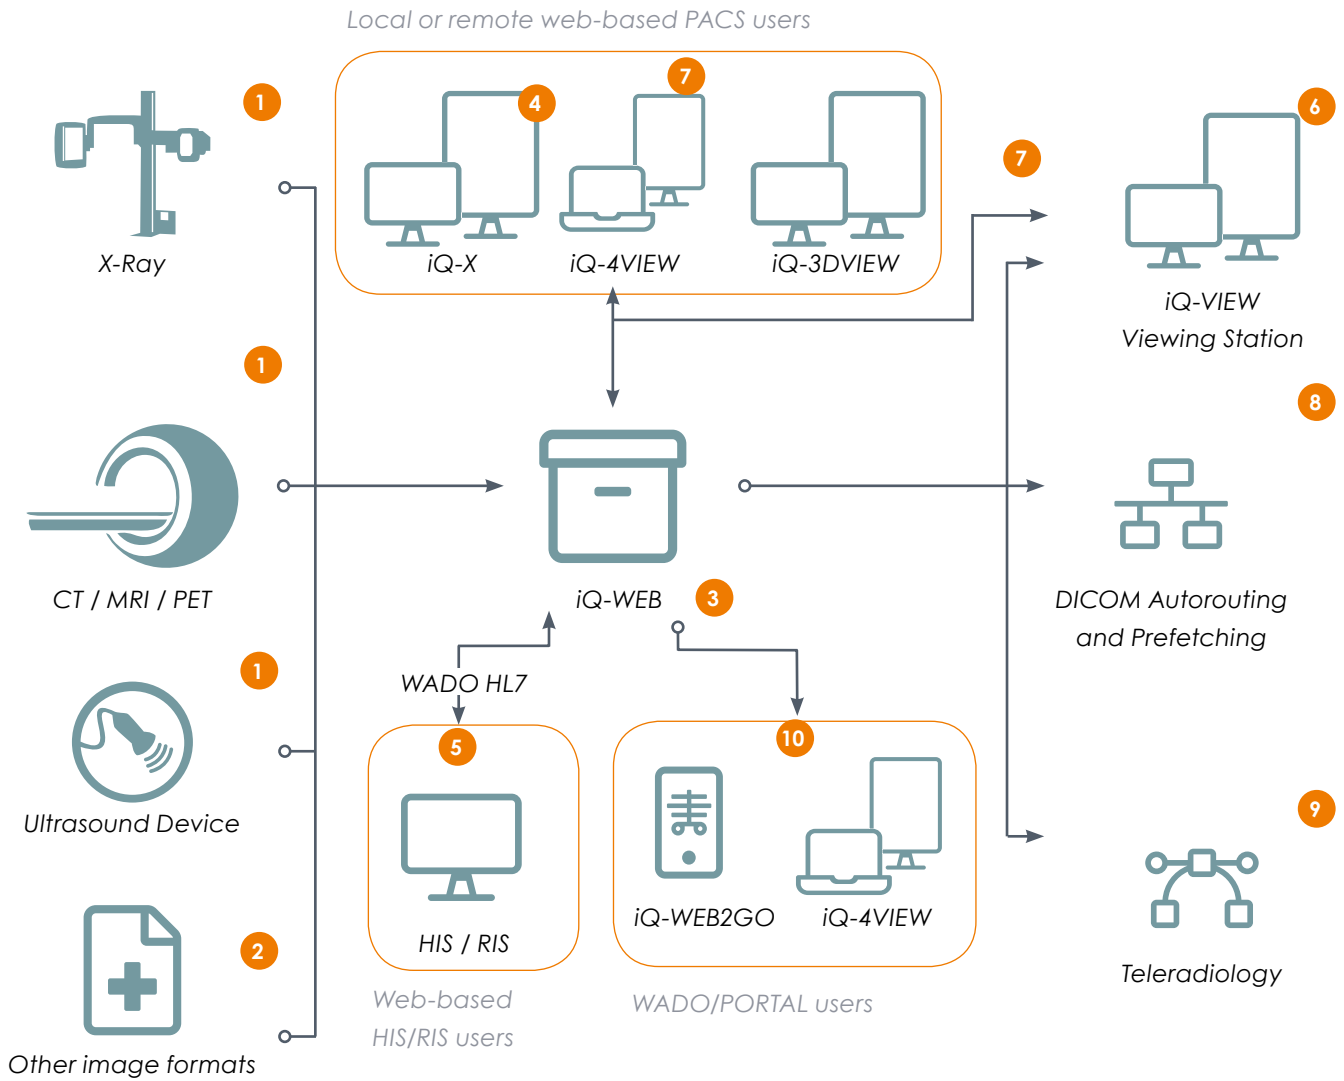 Local or remote web-based PACS users
1
X-Ray
4
iQ-X
7
iQ-4VIEW
iQ-3DVIEW
7
6
iQ-VIEW
Viewing Station
1
CT / MRI / PET
iQ-WEB
3
8
DICOM Autorouting
and Prefetching
1
Ultrasound Device
WADO HL7
5
HIS / RIS
Web-based
HIS/RIS users
10
iQ-WEB2GO
iQ-4VIEW
WADO/PORTAL users
9
Teleradiology
2
Other image formats